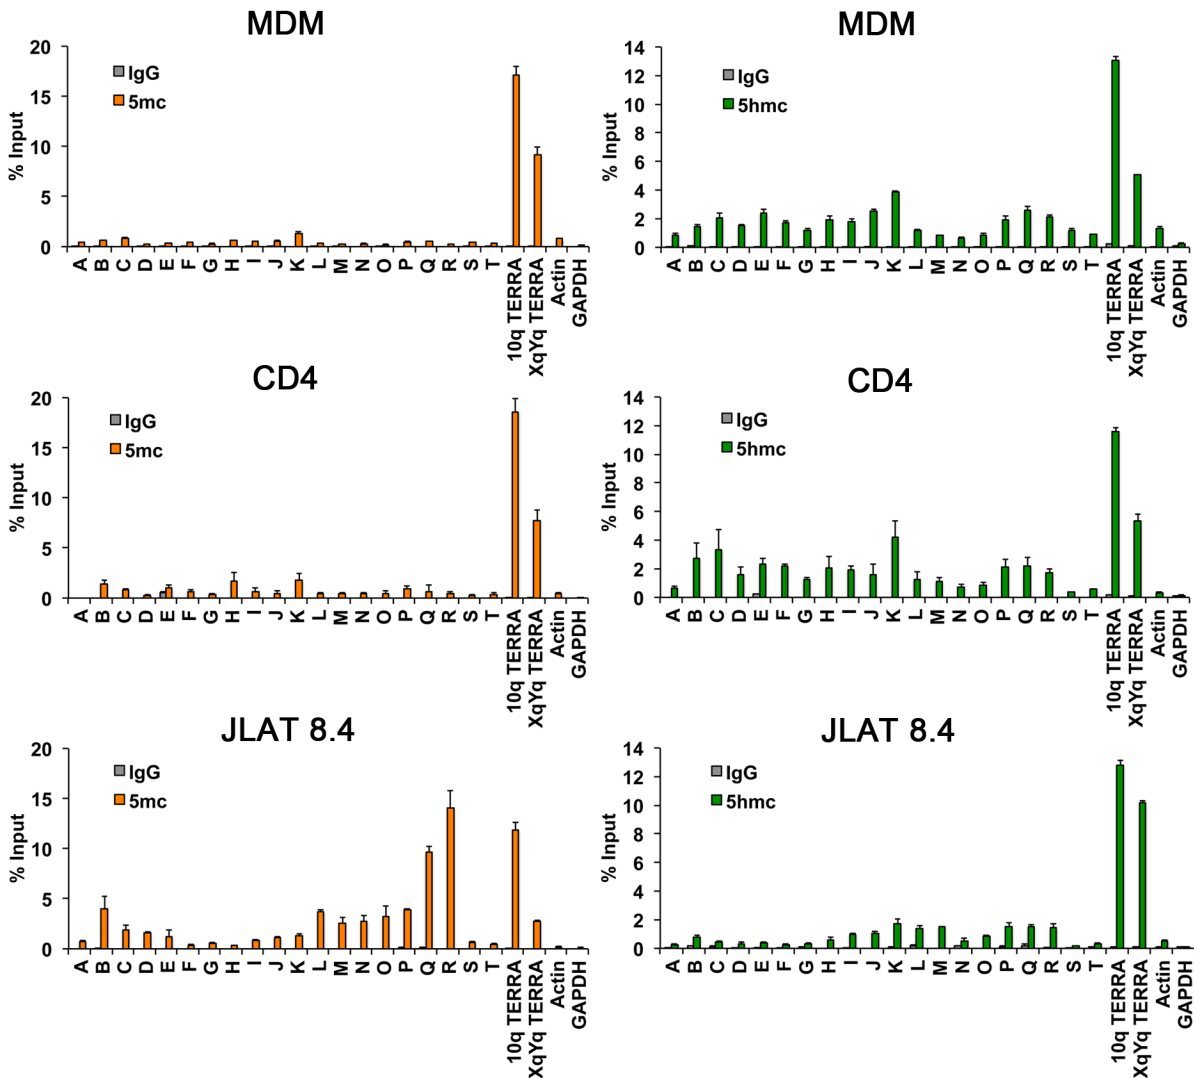 MDM
20
15
10
5
0
% Input
IgG
5mc
A B C D E F G H I J K L M N O P Q R S T 10q TERRA XqYq TERRA Actin GAPDH
MDM
14
12
10
8
6
4
2
0
% Input
IgG
5hmc
A B C D E F G H I J K L M N O P Q R S T 10q TERRA XqYq TERRA Actin GAPDH
CD4
20
15
10
5
0
% Input
IgG
5mc
A B C D E F G H I J K L M N O P Q R S T 10q TERRA XqYq TERRA Actin GAPDH
CD4
14
12
10
8
6
4
2
0
% Input
IgG
5hmc
A B C D E F G H I J K L M N O P Q R S T 10q TERRA XqYq TERRA Actin GAPDH
JLAT 8.4
20
15
10
5
0
% Input
IgG
5mc
A B C D E F G H I J K L M N O P Q R S T 10q TERRA XqYq TERRA Actin GAPDH
JLAT 8.4
14
12
10
8
6
4
2
0
% Input
IgG
5hmc
A B C D E F G H I J K L M N O P Q R S T 10q TERRA XqYq TERRA Actin GAPDH